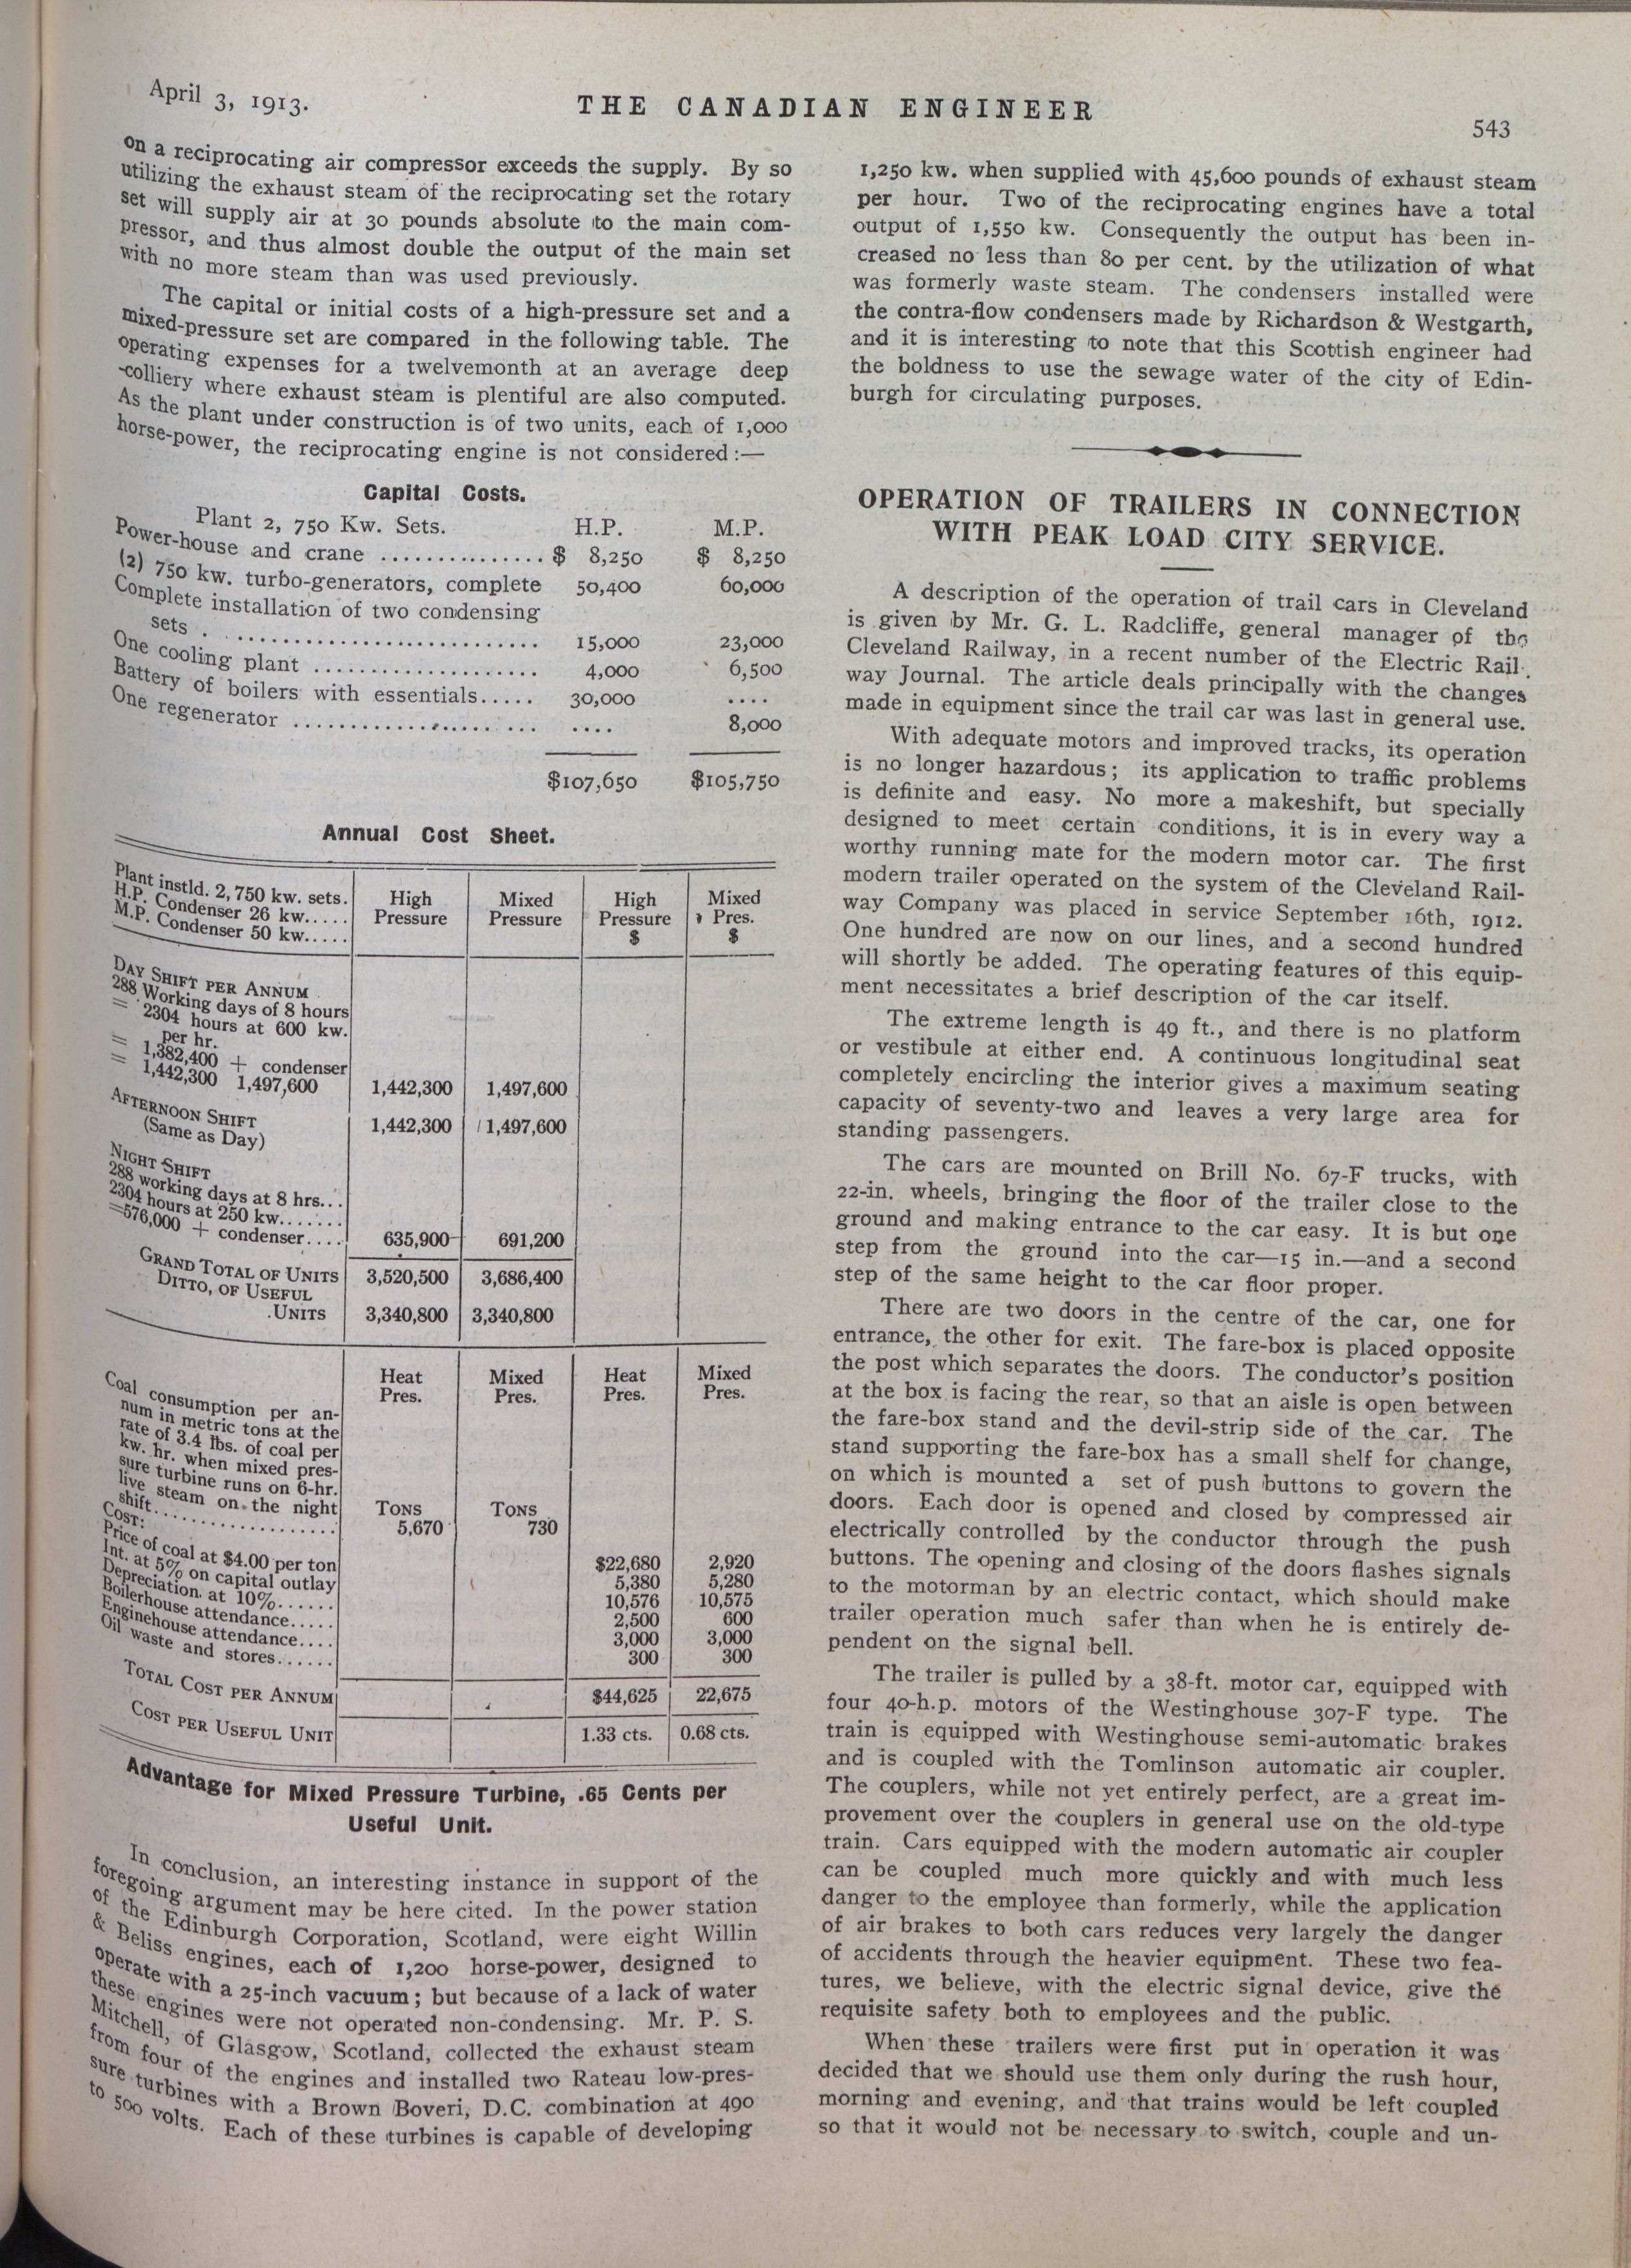 April 3, 1913.
THE CANADIAN ENGINEER
543
on a reciprocating air compressor exceeds the supply. By so
utilizing the exhaust steam of the reciprocating set the rotary
set will supply air at 30 pounds absolute to the main com-
pressor, and thus almost double the output of the main set
with no more steam than was used previously.
The capital or initial costs of a high-pressure set and a
mixed-pressure set are compared in the following table. The
operating expenses for a twelvemonth at an average deep
colliery where exhaust steam is plentiful are also computed.
As the plant under construction is of two units, each of 1,000
horse-power, the reciprocating engine is not considered:—
Capital Costs.
Plant 2, 750 Kw. Sets. H.P. M.P.
Power-house and crane ............... $ 8,250 $ 8,250
(2) 750 kw. turbo-generators, complete 50,400 60,000
Complete installation of two condensing
sets . ............................ 15,000 23,000
One cooling plant ..................... 4,000 6,500
Battery of boilers with essentials..... 30,000 ....
One regenerator ....................... .... 8,000
$107,650 $105,750
Annual Cost Sheet.
Plant instld. 2,750 kw. sets.
H.P. Condenser 26 kw.....
M.P. Condenser 50 kw.....
High Pressure
Mixed Pressure
High Pressure $
Mixed Pres. $
DAY SHIFT PER ANNUM
288 Working days of 8 hours
= 2304 hours at 600 kw.
per hr.
= 1,382,400 + condenser
= 1,442,300 1,497,600 1,442,300 1,497,600
AFTERNOON SHIFT
(Same as Day) 1,442,300 1,497,600
NIGHT SHIFT
288 working days at 8 hrs...
2304 hours at 250 kw.......
=576,000 + condenser.... 635,900 691,200
GRAND TOTAL OF UNITS 3,520,500 3,686,400
DITTO, OF USEFUL
UNITS 3,340,800 3,340,800
Heat Pres.
Mixed Pres.
Heat Pres.
Mixed Pres.
Coal consumption per an-
num in metric tons at the
rate of 3.4 lbs. of coal per
kw. hr. when mixed pres-
sure turbine runs on 6-hr.
live steam on the night TONS TONS
shift.................... 5,670 730
Cost:
Price of coal at $4.00 per ton $22,680 2,920
Int. at 5% on capital outlay 5,380 5,280
Depreciation at 10%...... 10,576 10,575
Boilerhouse attendance..... 2,500 600
Enginehouse attendance.... 3,000 3,000
Oil waste and stores...... 300 300
TOTAL COST PER ANNUM $44,625 22,675
COST PER USEFUL UNIT 1.33 cts. 0.68 cts.
Advantage for Mixed Pressure Turbine, .65 Cents per
Useful Unit.
In conclusion, an interesting instance in support of the
foregoing argument may be here cited. In the power station
of the Edinburgh Corporation, Scotland, were eight Willin
& Beliss engines, each of 1,200 horse-power, designed to
operate with a 25-inch vacuum; but because of a lack of water
these engines were not operated non-condensing. Mr. P. S.
Mitchell, of Glasgow, Scotland, collected the exhaust steam
from four of the engines and installed two Rateau low-pres-
sure turbines with a Brown Boveri, D.C. combination at 490
to 500 volts. Each of these turbines is capable of developing
1,250 kw. when supplied with 45,600 pounds of exhaust steam
per hour. Two of the reciprocating engines have a total
output of 1,550 kw. Consequently the output has been in-
creased no less than 80 per cent. by the utilization of what
was formerly waste steam. The condensers installed were
the contra-flow condensers made by Richardson & Westgarth,
and it is interesting to note that this Scottish engineer had
the boldness to use the sewage water of the city of Edin-
burgh for circulating purposes.
OPERATION OF TRAILERS IN CONNECTION
WITH PEAK LOAD CITY SERVICE.
A description of the operation of trail cars in Cleveland
is given by Mr. G. L. Radcliffe, general manager of the
Cleveland Railway, in a recent number of the Electric Rail-
way Journal. The article deals principally with the changes
made in equipment since the trail car was last in general use.
With adequate motors and improved tracks, its operation
is no longer hazardous; its application to traffic problems
is definite and easy. No more a makeshift, but specially
designed to meet certain conditions, it is in every way a
worthy running mate for the modern motor car. The first
modern trailer operated on the system of the Cleveland Rail-
way Company was placed in service September 16th, 1912.
One hundred are now on our lines, and a second hundred
will shortly be added. The operating features of this equip-
ment necessitates a brief description of the car itself.
The extreme length is 49 ft., and there is no platform
or vestibule at either end. A continuous longitudinal seat
completely encircling the interior gives a maximum seating
capacity of seventy-two and leaves a very large area for
standing passengers.
The cars are mounted on Brill No. 67-F trucks, with
22-in. wheels, bringing the floor of the trailer close to the
ground and making entrance to the car easy. It is but one
step from the ground into the car—15 in.—and a second
step of the same height to the car floor proper.
There are two doors in the centre of the car, one for
entrance, the other for exit. The fare-box is placed opposite
the post which separates the doors. The conductor's position
at the box is facing the rear, so that an aisle is open between
the fare-box stand and the devil-strip side of the car. The
stand supporting the fare-box has a small shelf for change,
on which is mounted a set of push buttons to govern the
doors. Each door is opened and closed by compressed air
electrically controlled by the conductor through the push
buttons. The opening and closing of the doors flashes signals
to the motorman by an electric contact, which should make
trailer operation much safer than when he is entirely de-
pendent on the signal bell.
The trailer is pulled by a 38-ft. motor car, equipped with
four 40-h.p. motors of the Westinghouse 307-F type. The
train is equipped with Westinghouse semi-automatic brakes
and is coupled with the Tomlinson automatic air coupler.
The couplers, while not yet entirely perfect, are a great im-
provement over the couplers in general use on the old-type
train. Cars equipped with the modern automatic air coupler
can be coupled much more quickly and with much less
danger to the employee than formerly, while the application
of air brakes to both cars reduces very largely the danger
of accidents through the heavier equipment. These two fea-
tures, we believe, with the electric signal device, give the
requisite safety both to employees and the public.
When these trailers were first put in operation it was
decided that we should use them only during the rush hour,
morning and evening, and that trains would be left coupled
so that it would not be necessary to switch, couple and un-